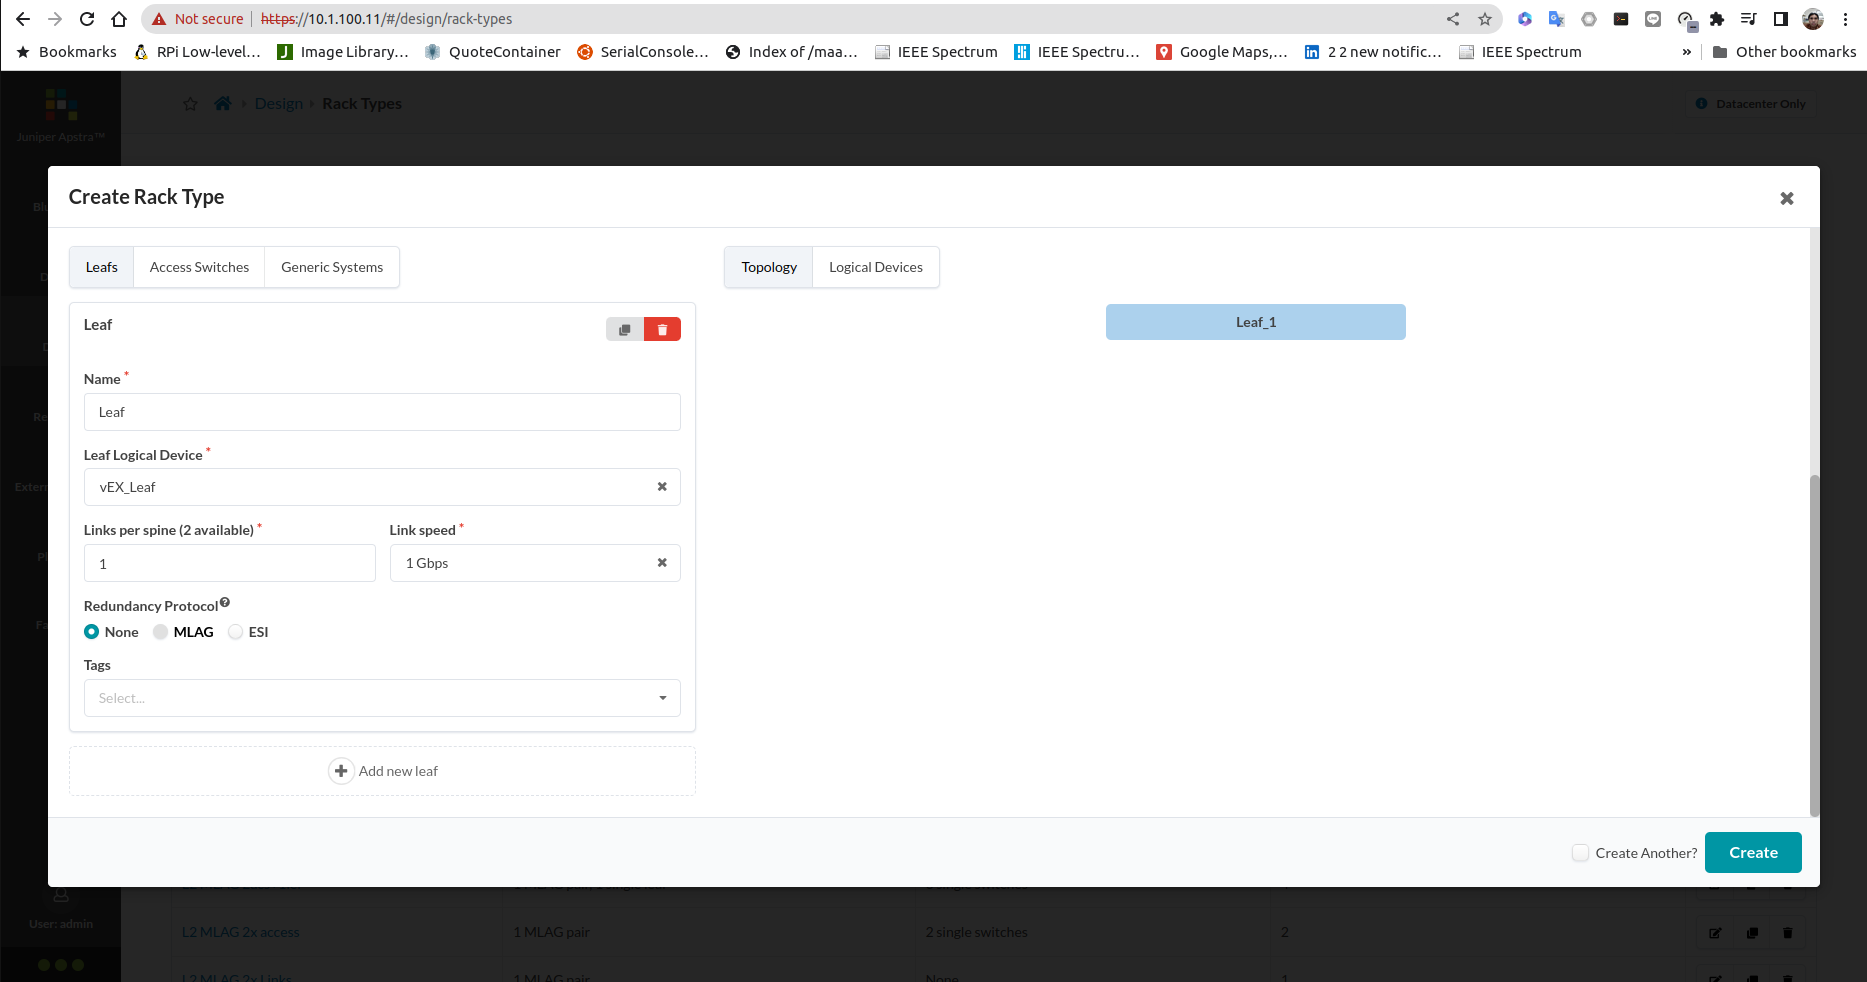 Not secure https://10.1.100.11/#/design/rack-types
Bookmarks RPi Low-level... Image Library... QuoteContainer SerialConsole... Index of /maa... IEEE Spectrum IEEE Spectru... Google Maps,... 2 2 new notific... IEEE Spectrum » Other bookmarks
Juniper Apstra™
Design Rack Types Datacenter Only
Create Rack Type
Leafs Access Switches Generic Systems Topology Logical Devices
Leaf
Leaf_1
Name *
Leaf
Leaf Logical Device *
vEX_Leaf
Links per spine (2 available) * Link speed *
1 1 Gbps
Redundancy Protocol
None MLAG ESI
Tags
Select...
Add new leaf
Create Another? Create
User: admin
L2 MLAG 2x access 1 MLAG pair 2 single switches 2
L2 MLAG 2x Links 1 MLAG pair None 1